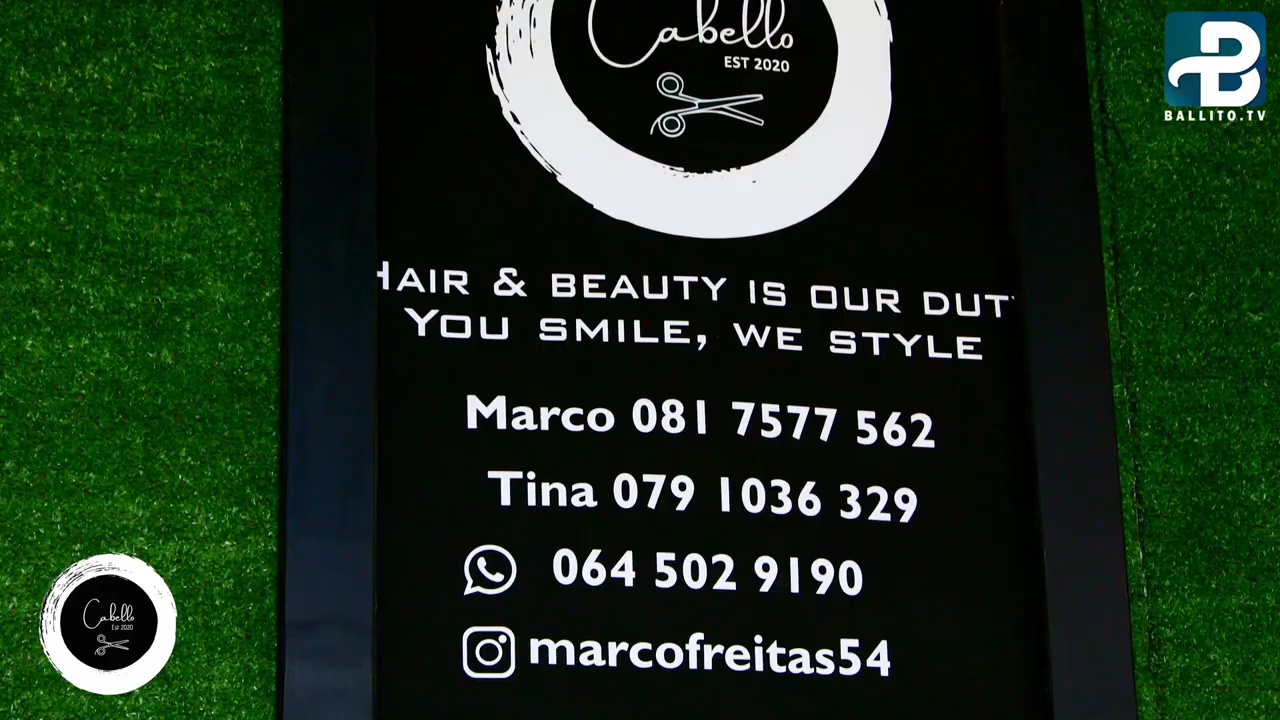 Cabello
EST 2020
BALLITO.TV
HAIR & BEAUTY IS OUR DUTY
YOU SMILE, WE STYLE
Marco 081 7577 562
Tina 079 1036 329
064 502 9190
marcofreitas54
Cabello
Est 2020